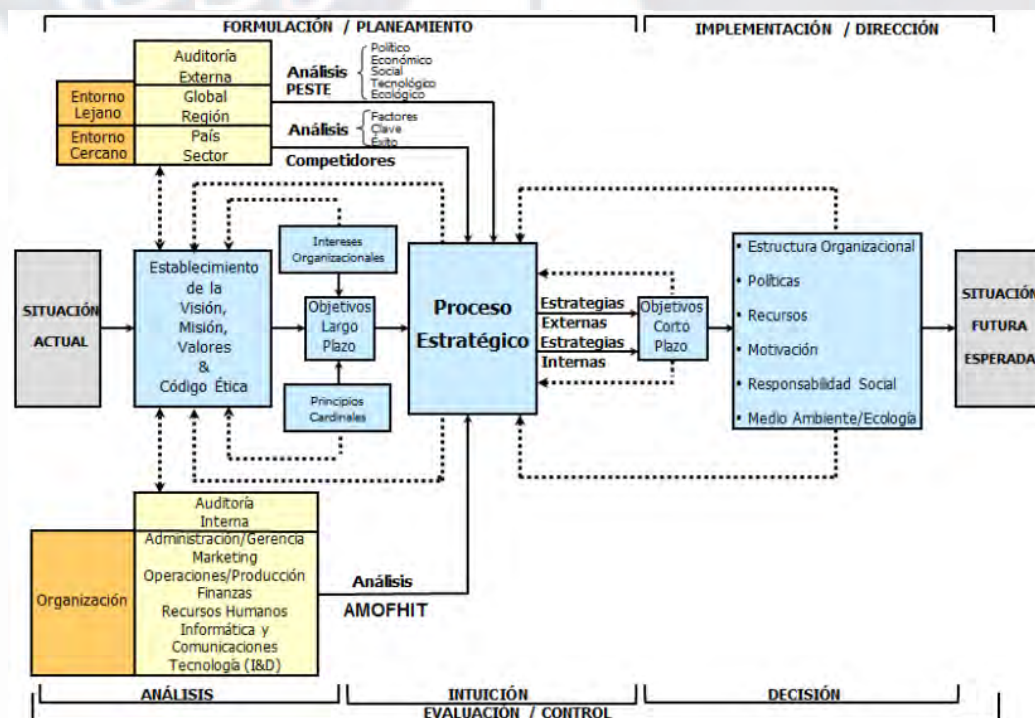 FORMULACIÓN / PLANEAMIENTO
IMPLEMENTACIÓN / DIRECCIÓN
Auditoría
Externa
Entorno
Lejano
Global
Región
Entorno
Cercano
País
Sector
Análisis
PESTE
Político
Económico
Social
Tecnológico
Ecológico
Análisis
Factores
Clave
Éxito
Competidores
SITUACIÓN
ACTUAL
Establecimiento
de la
Visión,
Misión,
Valores
&
Código Ética
Intereses
Organizacionales
Objetivos
Largo
Plazo
Principios
Cardinales
Proceso
Estratégico
Estrategias
Externas
Estrategias
Internas
Objetivos
Corto
Plazo
• Estructura Organizacional
• Políticas
• Recursos
• Motivación
• Responsabilidad Social
• Medio Ambiente/Ecología
SITUACIÓN
FUTURA
ESPERADA
Auditoría
Interna
Organización
Administración/Gerencia
Marketing
Operaciones/Producción
Finanzas
Recursos Humanos
Informática y
Comunicaciones
Tecnología (I&D)
Análisis
AMOFHIT
ANÁLISIS
INTUICIÓN
DECISIÓN
EVALUACIÓN / CONTROL